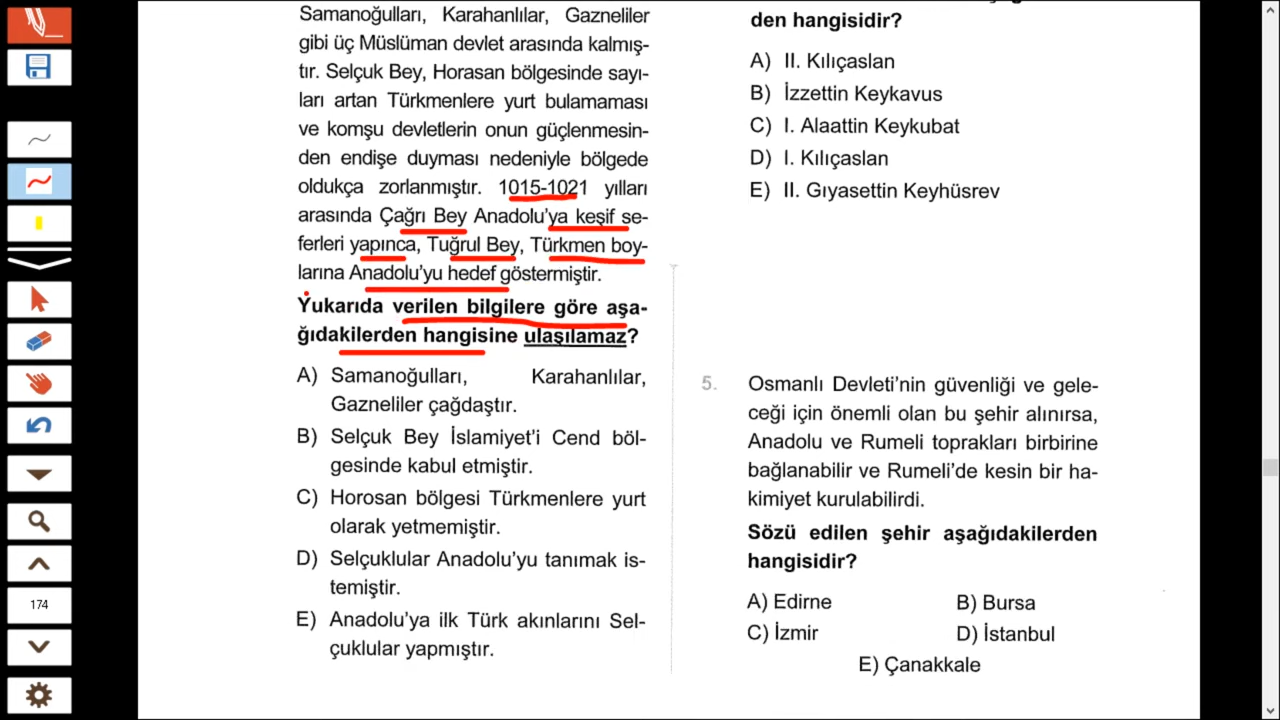 Samanoğulları, Karahanlılar, Gazneliler
gibi üç Müslüman devlet arasında kalmış-
tır. Selçuk Bey, Horasan bölgesinde sayı-
ları artan Türkmenlere yurt bulamaması
ve komşu devletlerin onun güçlenmesin-
den endişe duyması nedeniyle bölgede
oldukça zorlanmıştır. 1015-1021 yılları
arasında Çağrı Bey Anadolu'ya keşif se-
ferleri yapınca, Tuğrul Bey, Türkmen boy-
larına Anadolu'yu hedef göstermiştir.
Yukarıda verilen bilgilere göre aşa-
ğıdakilerden hangisine ulaşılamaz?
A) Samanoğulları, Karahanlılar,
Gazneliler çağdaştır.
B) Selçuk Bey İslamiyet'i Cend böl-
gesinde kabul etmiştir.
C) Horosan bölgesi Türkmenlere yurt
olarak yetmemiştir.
D) Selçuklular Anadolu'yu tanımak is-
temiştir.
E) Anadolu'ya ilk Türk akınlarını Sel-
çuklular yapmıştır.
den hangisidir?
A) II. Kılıçaslan
B) İzzettin Keykavus
C) I. Alaattin Keykubat
D) I. Kılıçaslan
E) II. Gıyasettin Keyhüsrev
5. Osmanlı Devleti'nin güvenliği ve gele-
ceği için önemli olan bu şehir alınırsa,
Anadolu ve Rumeli toprakları birbirine
bağlanabilir ve Rumeli'de kesin bir ha-
kimiyet kurulabilirdi.
Sözü edilen şehir aşağıdakilerden
hangisidir?
A) Edirne B) Bursa
C) İzmir D) İstanbul
E) Çanakkale
174